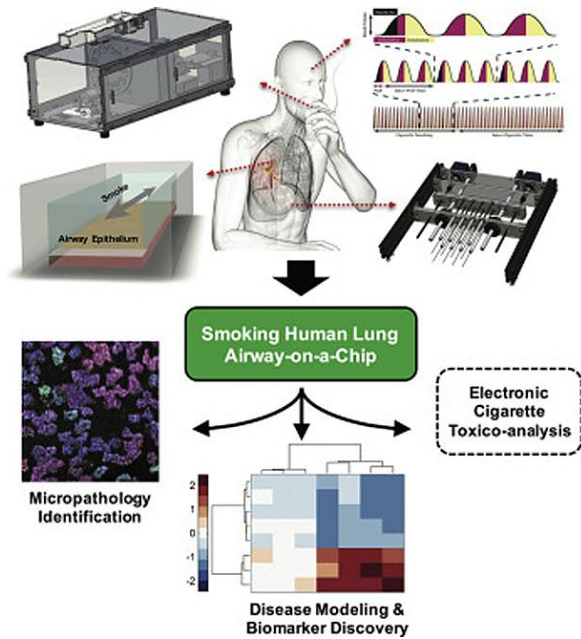 Smoke
Airway Epithelium
Smoking Human Lung
Airway-on-a-Chip
Electronic
Cigarette
Toxico-analysis
Micropathology
Identification
2
1
0
-1
-2
Disease Modeling &
Biomarker Discovery